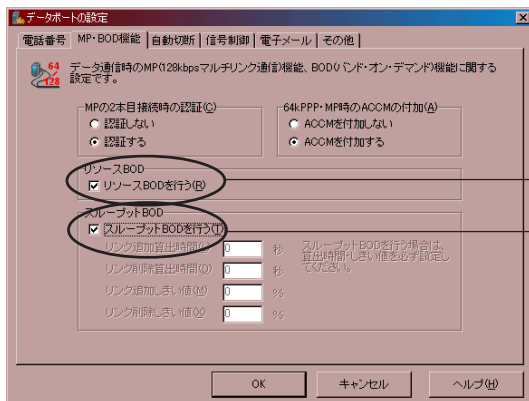 データポートの設定
電話番号 MP・BOD機能 自動切断 信号制御 電子メール その他
64
128
データ通信時のMP(128kbpsマルチリンク通信)機能、BOD(バンド・オン・デマンド)機能に関する
設定です。
MPの2本目接続時の認証(C)
認証しない
認証する
64kPPP・MP時のACCMの付加(A)
ACCMを付加しない
ACCMを付加する
リソースBOD
リソースBODを行う(R)
スループットBOD
スループットBODを行う(T)
リンク追加算出時間 0 秒
リンク削除算出時間(D) 0 秒
リンク追加しきい値(M) 0 %
リンク削除しきい値(X) 0 %
スループットBODを行う場合は、
算出時間・しきい値を必ず設定し
てください。
OK キャンセル ヘルプ(H)